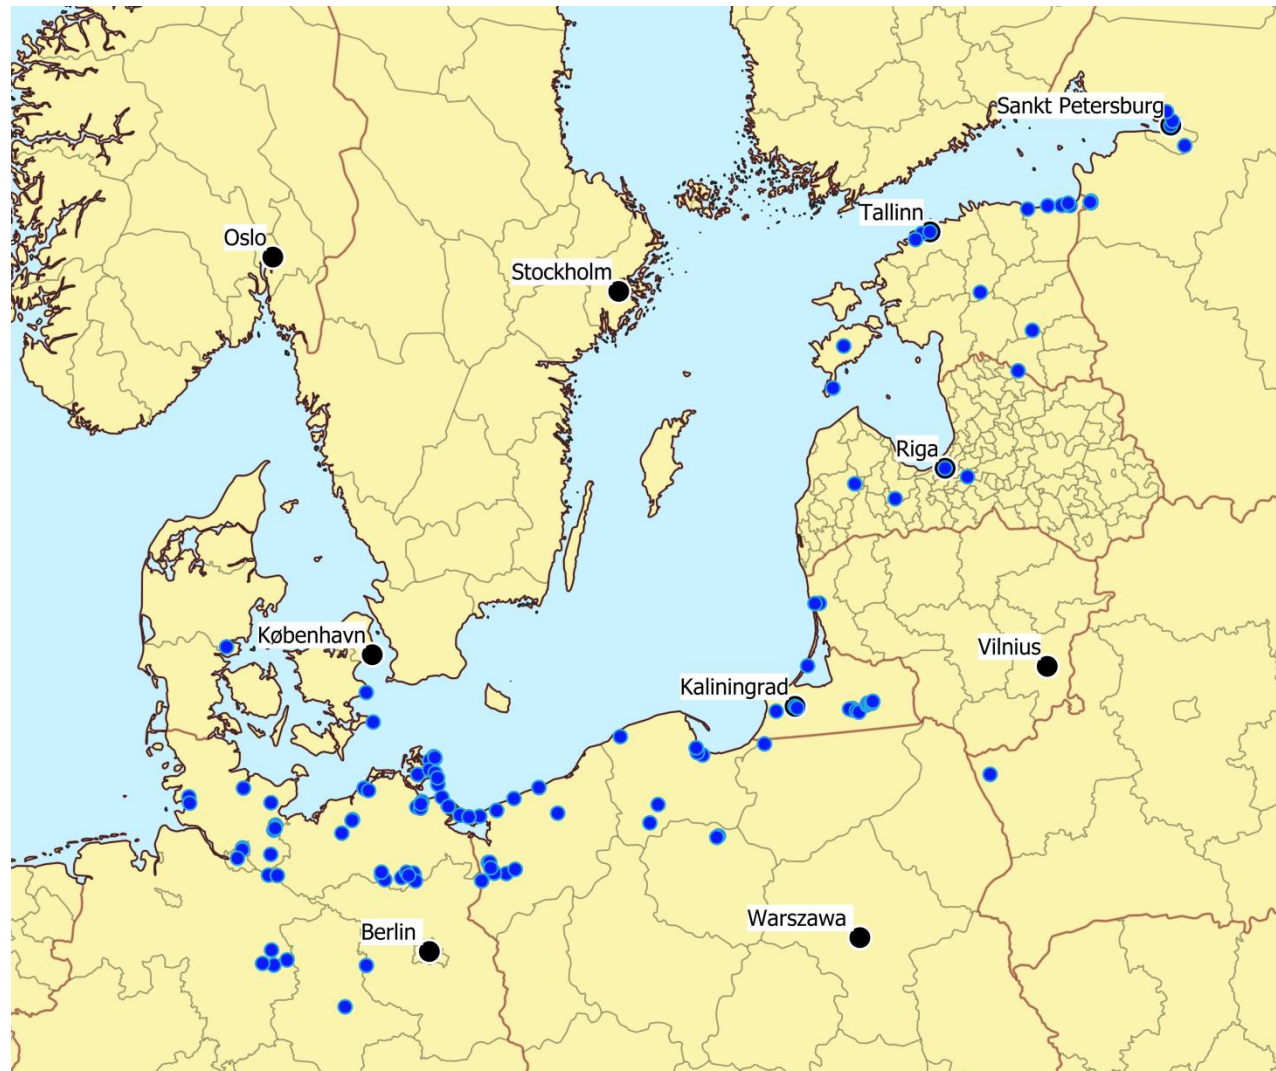 Sankt Petersburg
Tallinn
Oslo
Stockholm
Riga
København
Vilnius
Kaliningrad
Warszawa
Berlin